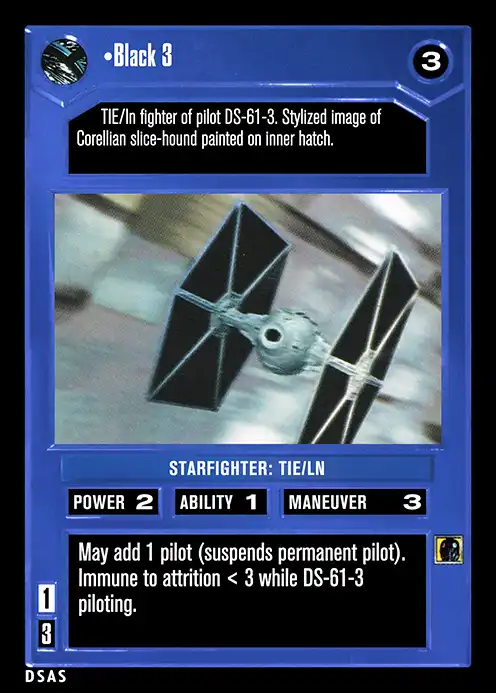 •Black 3
3
TIE/ln fighter of pilot DS-61-3. Stylized image of
Corellian slice-hound painted on inner hatch.
STARFIGHTER: TIE/LN
POWER 2 ABILITY 1 MANEUVER 3
May add 1 pilot (suspends permanent pilot).
Immune to attrition < 3 while DS-61-3
piloting.
1
3
DSAS